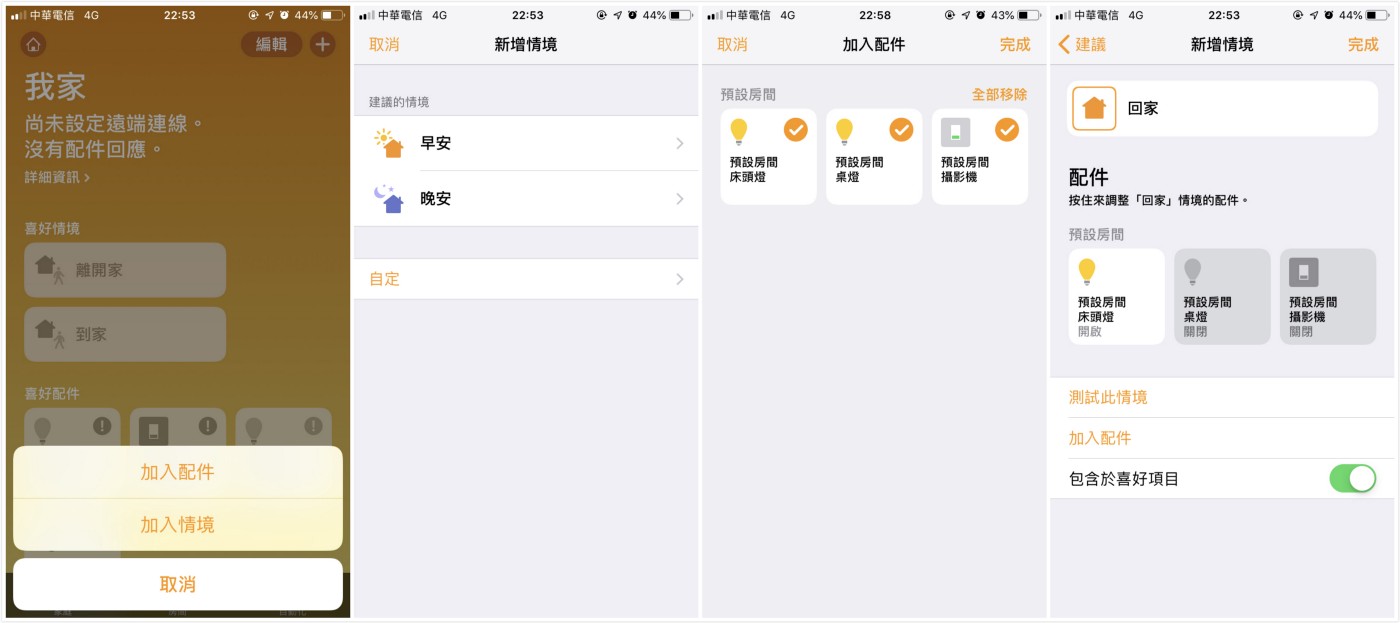 中華電信 4G 22:53 44%
編輯
我家
尚未設定遠端連線。
沒有配件回應。
詳細資訊
喜好情境
離開家
到家
喜好配件
加入配件
加入情境
取消
中華電信 4G 22:53 44%
取消 新增情境
建議的情境
早安
晚安
自定
中華電信 4G 22:58 43%
取消 加入配件 完成
預設房間 全部移除
預設房間 預設房間 預設房間
床頭燈 桌燈 攝影機
中華電信 4G 22:53 44%
建議 新增情境 完成
回家
配件
按住來調整「回家」情境的配件。
預設房間
預設房間 預設房間 預設房間
床頭燈 桌燈 攝影機
開啟 關閉 關閉
測試此情境
加入配件
包含於喜好項目